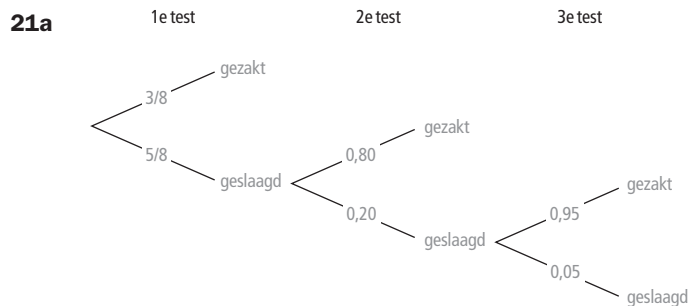 21a
1e test 2e test 3e test
gezakt
3/8
gezakt
5/8
0,80
geslaagd
gezakt
0,20
0,95
geslaagd
0,05
geslaagd